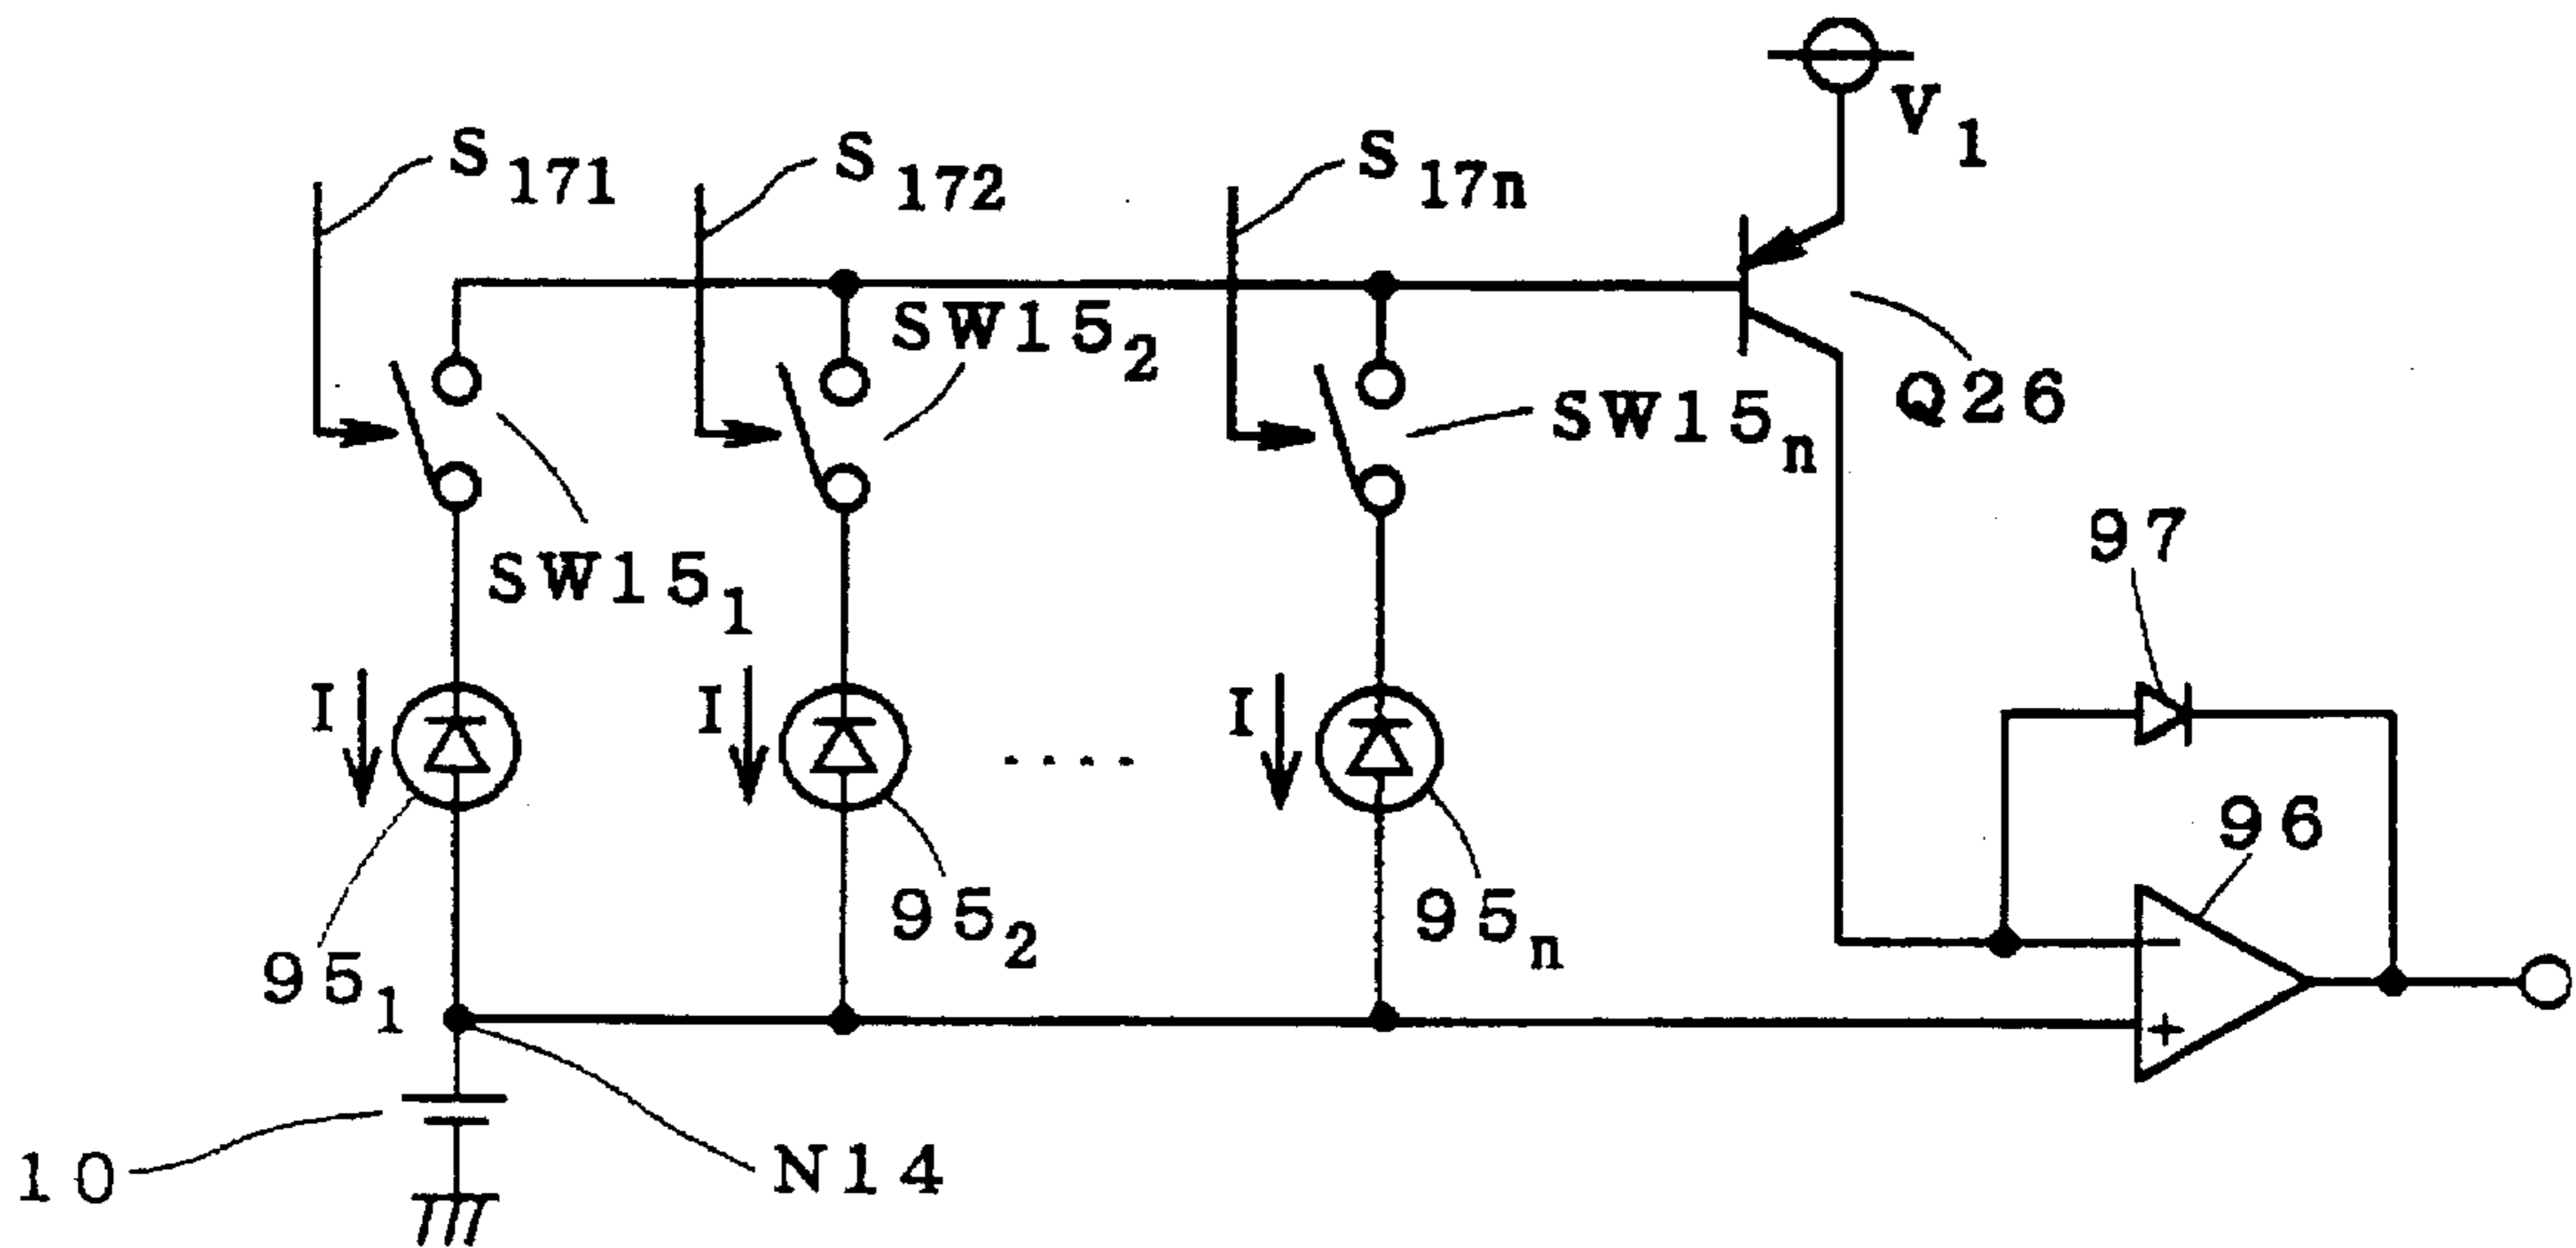 V₁
S₁₇₁
S₁₇₂
S₁₇ₙ
SW15₂
Q26
SW15ₙ
97
SW15₁
I
I
I
....
96
95₁
95₂
95ₙ
−
+
10
N14